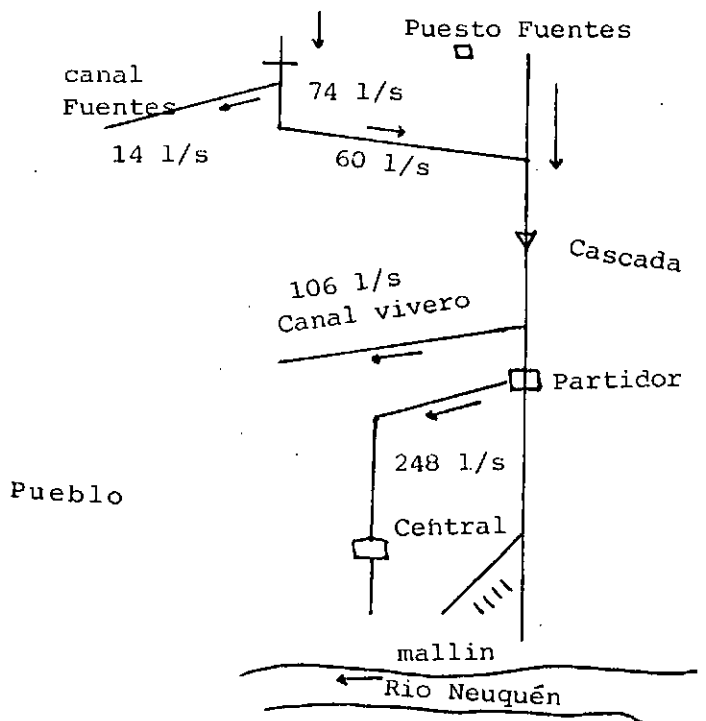 Puesto Fuentes
canal
Fuentes
74 l/s
14 l/s
60 l/s
Cascada
106 l/s
Canal vivero
Partidor
248 l/s
Pueblo
Central
mallin
Rio Neuquén